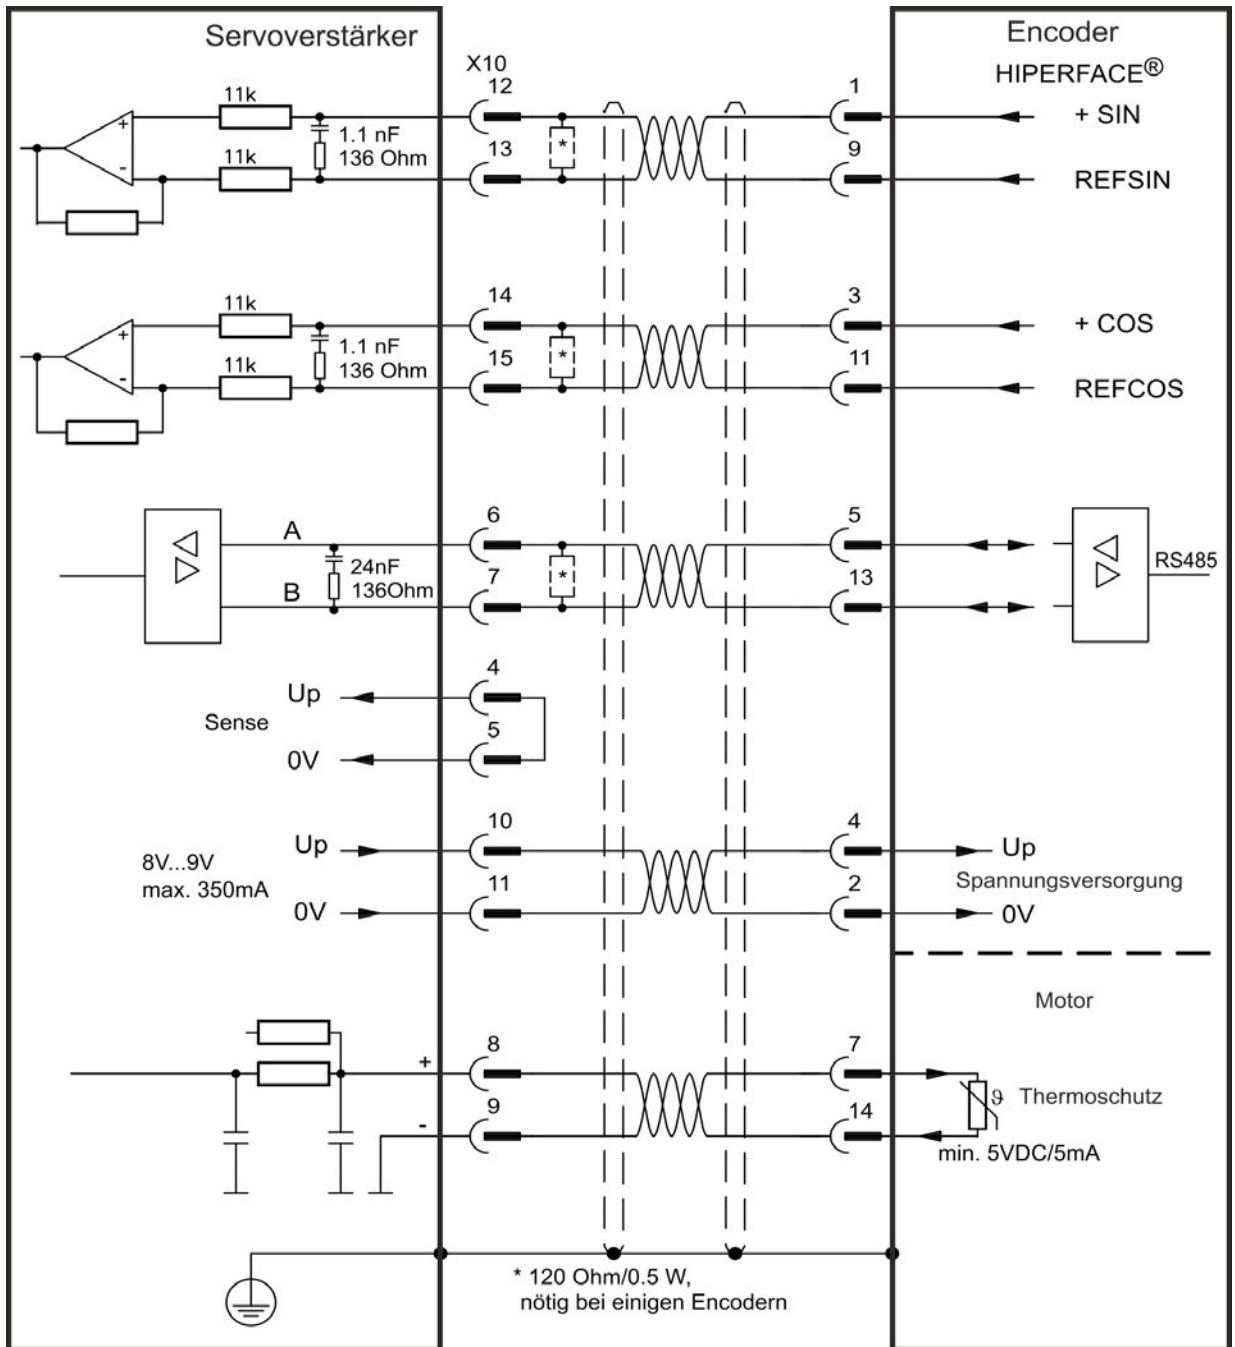 Servoverstärker
Encoder
HIPERFACE®
X10
11k
12
1
+ SIN
+
1.1 nF
136 Ohm
*
11k
13
9
REFSIN
-
11k
14
3
+ COS
+
1.1 nF
136 Ohm
*
11k
15
11
REFCOS
-
A
6
5
24nF
136Ohm
*
RS485
B
7
13
Up
4
Sense
0V
5
Up
10
4
Up
8V...9V
max. 350mA
Spannungsversorgung
0V
11
2
0V
Motor
+
8
7
ϑ Thermoschutz
-
9
14
min. 5VDC/5mA
* 120 Ohm/0.5 W,
nötig bei einigen Encodern